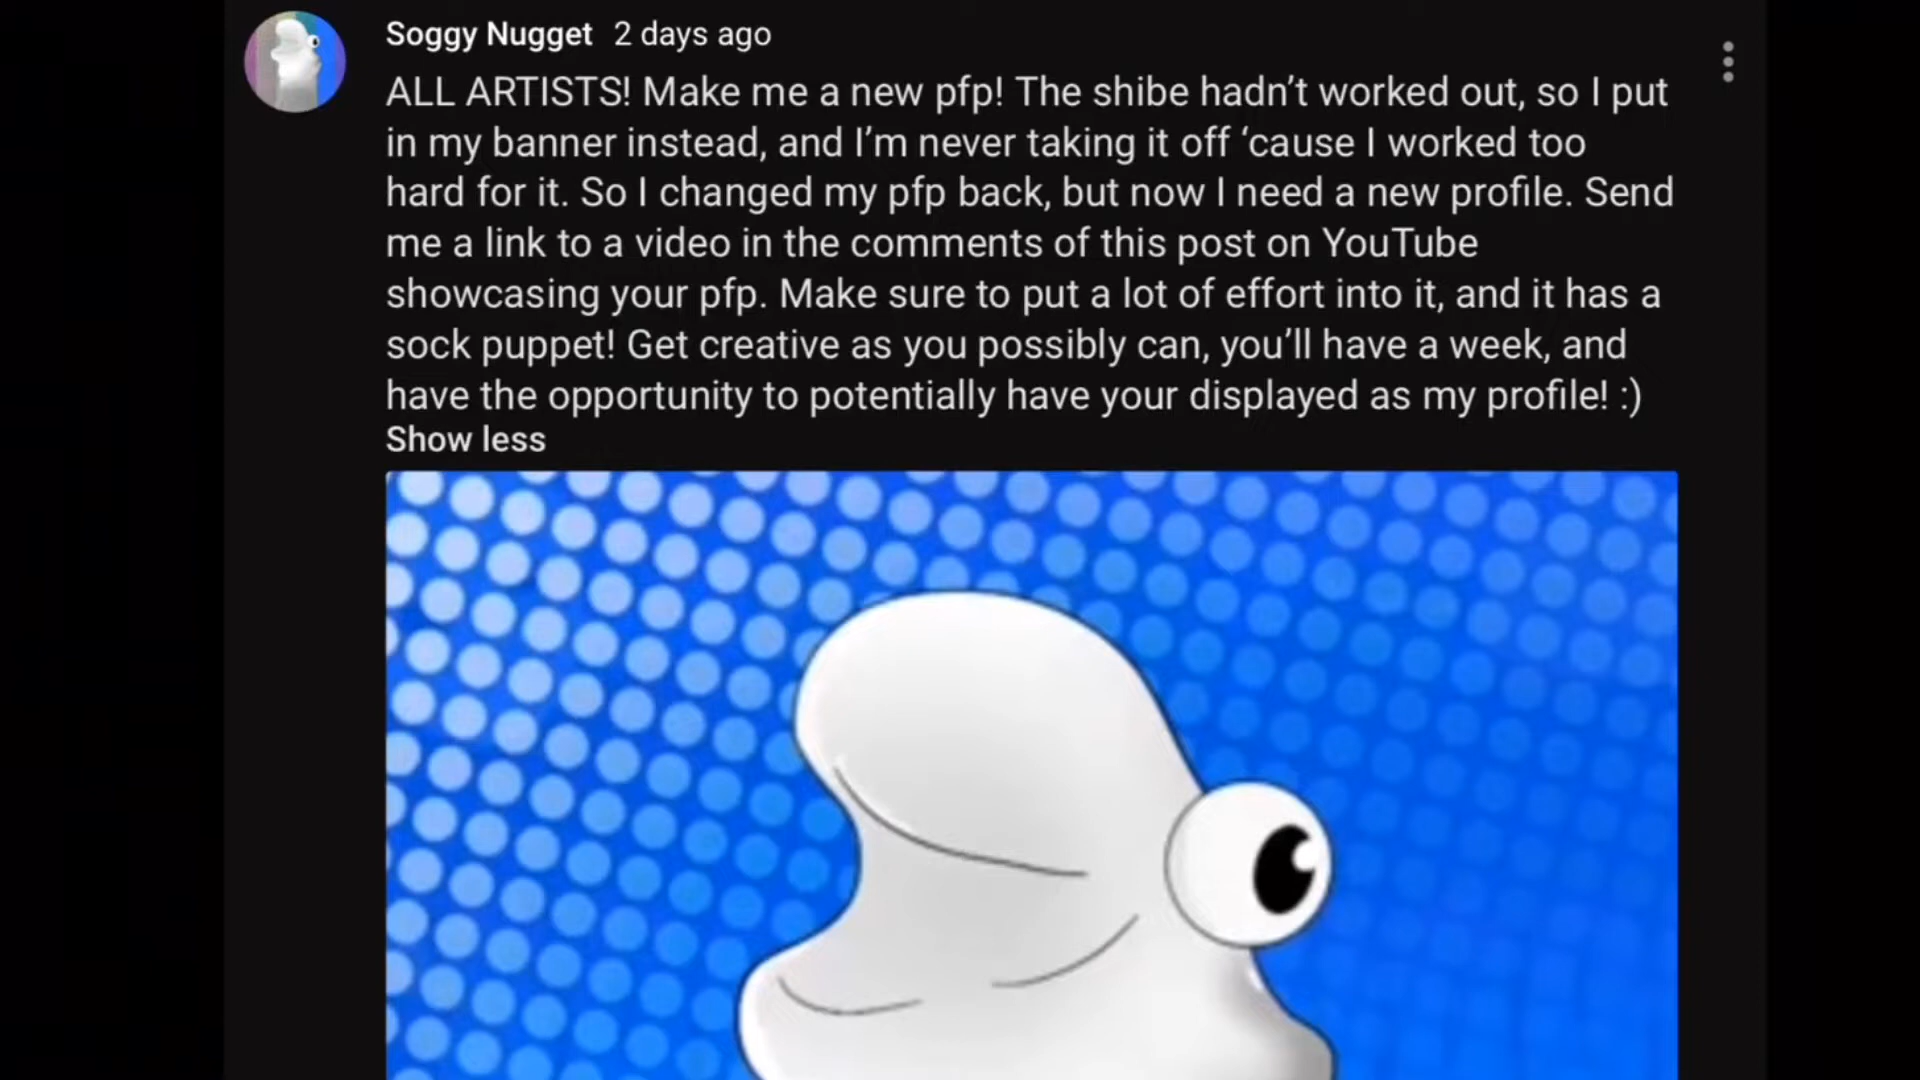 Soggy Nugget 2 days ago
ALL ARTISTS! Make me a new pfp! The shibe hadn’t worked out, so I put
in my banner instead, and I’m never taking it off ‘cause I worked too
hard for it. So I changed my pfp back, but now I need a new profile. Send
me a link to a video in the comments of this post on YouTube
showcasing your pfp. Make sure to put a lot of effort into it, and it has a
sock puppet! Get creative as you possibly can, you’ll have a week, and
have the opportunity to potentially have your displayed as my profile! :)
Show less